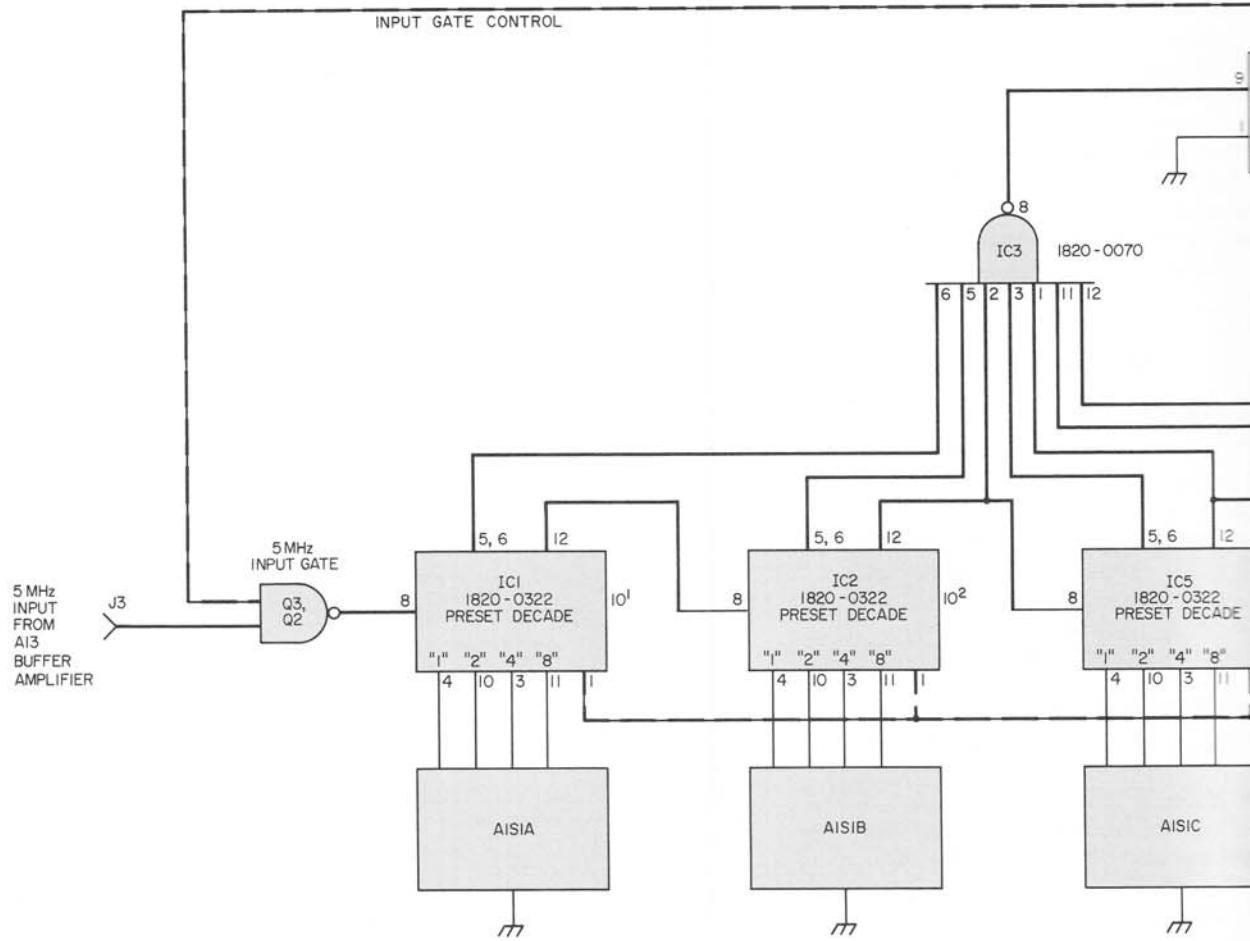 INPUT GATE CONTROL
9
8
IC3
1820-0070
6 5 2 3 1 11 12
5, 6 12
5, 6 12
5, 6 12
5 MHz
INPUT GATE
5 MHz
INPUT
FROM
A13
BUFFER
AMPLIFIER
J3
Q3,
Q2
8
IC1
1820-0322
PRESET DECADE
10¹
"1" "2" "4" "8"
4 10 3 11 1
8
IC2
1820-0322
PRESET DECADE
10²
"1" "2" "4" "8"
4 10 3 11 1
8
IC5
1820-0322
PRESET DECADE
"1" "2" "4" "8"
4 10 3 11
A1S1A
A1S1B
A1S1C